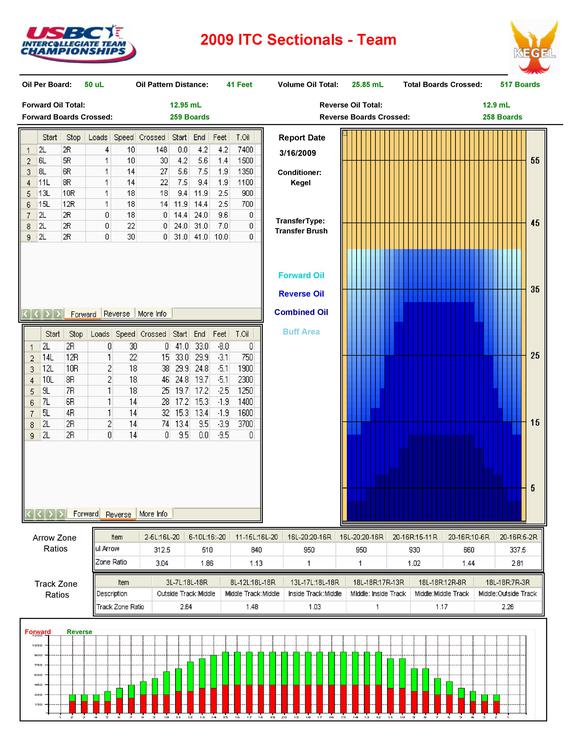 USBC
INTERCOLLEGIATE TEAM
CHAMPIONSHIPS
2009 ITC Sectionals - Team
KEGEL
Oil Per Board: 50 uL Oil Pattern Distance: 41 Feet Volume Oil Total: 25.85 mL Total Boards Crossed: 517 Boards
Forward Oil Total: 12.95 mL Reverse Oil Total: 12.9 mL
Forward Boards Crossed: 259 Boards Reverse Boards Crossed: 258 Boards
Start Stop Loads Speed Crossed Start End Feet T.Oil
1 2L 2R 4 10 148 0.0 4.2 4.2 7400
2 6L 5R 1 10 30 4.2 5.6 1.4 1500
3 8L 6R 1 14 27 5.6 7.5 1.9 1350
4 11L 8R 1 14 22 7.5 9.4 1.9 1100
5 13L 10R 1 18 18 9.4 11.9 2.5 900
6 15L 12R 1 18 14 11.9 14.4 2.5 700
7 2L 2R 0 18 0 14.4 24.0 9.6 0
8 2L 2R 0 22 0 24.0 31.0 7.0 0
9 2L 2R 0 30 0 31.0 41.0 10.0 0
Forward Reverse More Info
Start Stop Loads Speed Crossed Start End Feet T.Oil
1 2L 2R 0 30 0 41.0 33.0 -8.0 0
2 14L 12R 1 22 15 33.0 29.9 -3.1 750
3 12L 10R 2 18 38 29.9 24.8 -5.1 1900
4 10L 8R 2 18 46 24.8 19.7 -5.1 2300
5 9L 7R 1 18 25 19.7 17.2 -2.5 1250
6 7L 6R 1 14 28 17.2 15.3 -1.9 1400
7 5L 4R 1 14 32 15.3 13.4 -1.9 1600
8 2L 2R 2 14 74 13.4 9.5 -3.9 3700
9 2L 2R 0 14 0 9.5 0.0 -9.5 0
Forward Reverse More Info
Report Date
3/16/2009
Conditioner:
Kegel
TransferType:
Transfer Brush
Forward Oil
Reverse Oil
Combined Oil
Buff Area
55
45
35
25
15
5
Arrow Zone
Ratios
Item 2-5L:16L-20 6-10L:16:-20 11-15L:16L-20 16L-20:20-16R 16L-20:20-16R 20-16R:15-11R 20-16R:10-6R 20-16R:5-2R
ul Arrow 312.5 510 840 950 950 930 660 337.5
Zone Ratio 3.04 1.86 1.13 1 1 1.02 1.44 2.81
Track Zone
Ratios
Item 3L-7L:18L-18R 8L-12L:18L-18R 13L-17L:18L-18R 18L-18R:17R-13R 18L-18R:12R-8R 18L-18R:7R-3R
Description Outside Track:Middle Middle Track:Middle Inside Track:Middle Middle: Inside Track Middle:Middle Track Middle:Outside Track
Track Zone Ratio 2.64 1.48 1.03 1 1.17 2.26
Forward Reverse